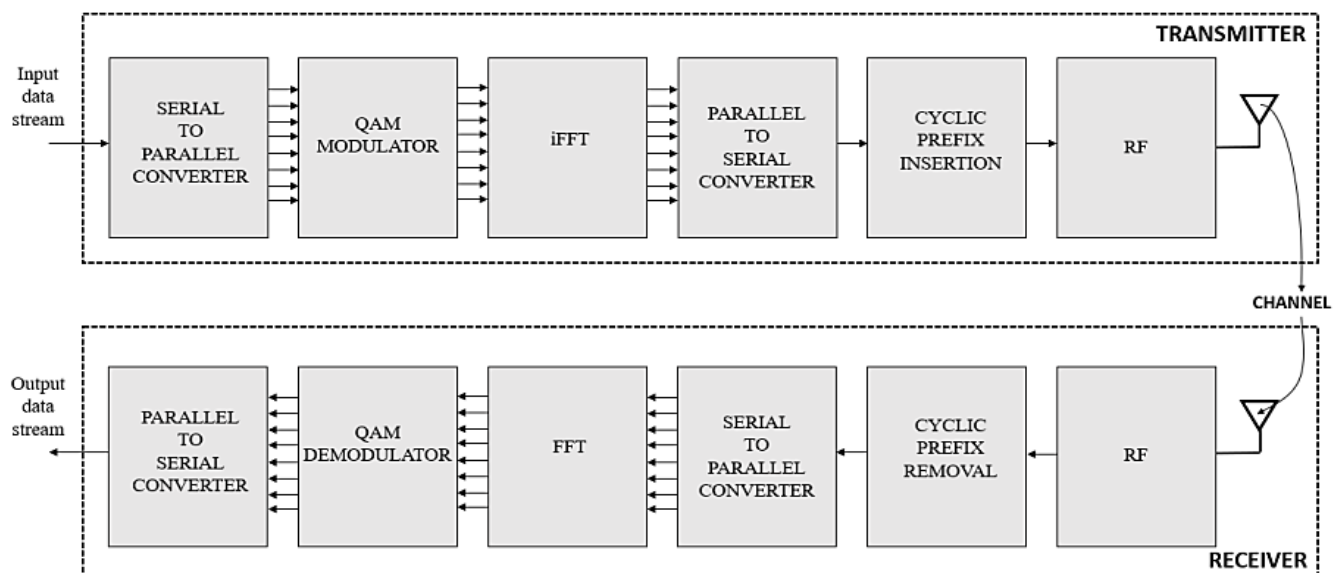 TRANSMITTER
Input
data
stream
SERIAL
TO
PARALLEL
CONVERTER
QAM
MODULATOR
iFFT
PARALLEL
TO
SERIAL
CONVERTER
CYCLIC
PREFIX
INSERTION
RF
CHANNEL
Output
data
stream
PARALLEL
TO
SERIAL
CONVERTER
QAM
DEMODULATOR
FFT
SERIAL
TO
PARALLEL
CONVERTER
CYCLIC
PREFIX
REMOVAL
RF
RECEIVER